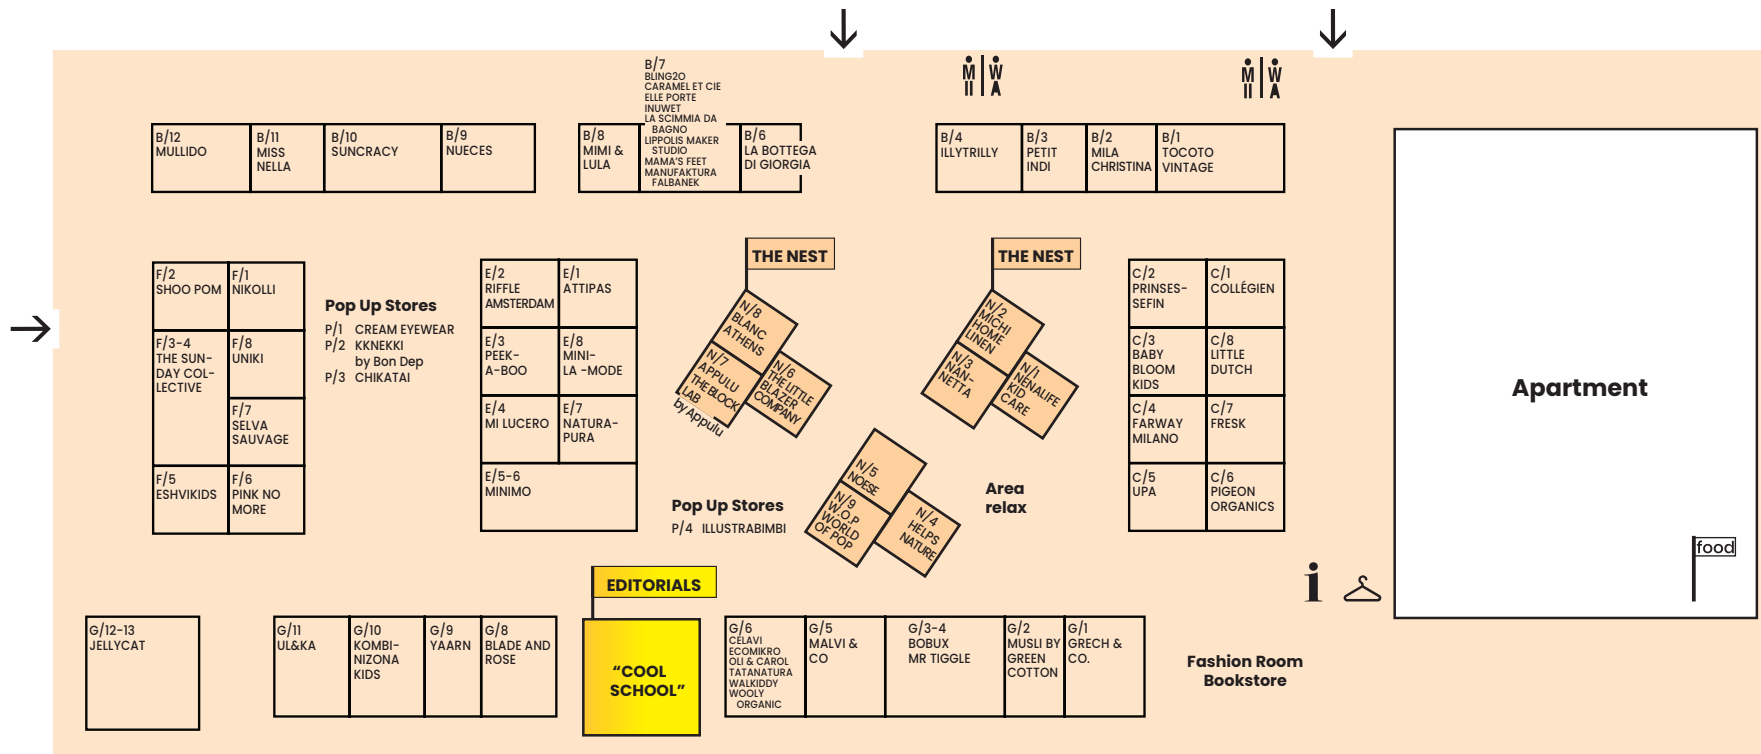 B/7
BLING2O
CARAMEL ET CIE
ELLE PORTE
INUWET
LA SCIMMIA DA
BAGNO
LIPPOLIS MAKER
STUDIO
MAMA'S FEET
MANUFAKTURA
FALBANEK
M
II
W
A
M
II
W
A
B/12
MULLIDO
B/11
MISS
NELLA
B/10
SUNCRACY
B/9
NUECES
B/8
MIMI &
LULA
B/6
LA BOTTEGA
DI GIORGIA
B/4
ILLYTRILLY
B/3
PETIT
INDI
B/2
MILA
CHRISTINA
B/1
TOCOTO
VINTAGE
THE NEST
THE NEST
F/2
SHOO POM
F/1
NIKOLLI
F/3-4
THE SUN-
DAY COL-
LECTIVE
F/8
UNIKI
F/7
SELVA
SAUVAGE
F/5
ESHVIKIDS
F/6
PINK NO
MORE
Pop Up Stores
P/1 CREAM EYEWEAR
P/2 KKNEKKI
by Bon Dep
P/3 CHIKATAI
E/2
RIFFLE
AMSTERDAM
E/1
ATTIPAS
E/3
PEEK-
A-BOO
E/8
MINI-
LA -MODE
E/4
MI LUCERO
E/7
NATURA-
PURA
E/5-6
MINIMO
N/8
BLANC
ATHENS
N/7
APPULU
THE BLOCK
LAB
by Appulu
N/6
THE LITTLE
BLAZER
COMPANY
N/2
MICHI
HOME
LINEN
N/3
NAN-
NETTA
N/1
NENALIFE
KID
CARE
N/5
NOESE
N/9
W.O.P
WORLD
OF POP
N/4
HELPS
NATURE
Pop Up Stores
P/4 ILLUSTRABIMBI
Area
relax
C/2
PRINSES-
SEFIN
C/1
COLLÉGIEN
C/3
BABY
BLOOM
KIDS
C/8
LITTLE
DUTCH
C/4
FARWAY
MILANO
C/7
FRESK
C/5
UPA
C/6
PIGEON
ORGANICS
Apartment
food
i
EDITORIALS
"COOL
SCHOOL"
G/12-13
JELLYCAT
G/11
UL&KA
G/10
KOMBI-
NIZONA
KIDS
G/9
YAARN
G/8
BLADE AND
ROSE
G/6
CÊLAVI
ECOMIKRO
OLI & CAROL
TATANATURA
WALKIDDY
WOOLY
ORGANIC
G/5
MALVI &
CO
G/3-4
BOBUX
MR TIGGLE
G/2
MUSLI BY
GREEN
COTTON
G/1
GRECH &
CO.
Fashion Room
Bookstore